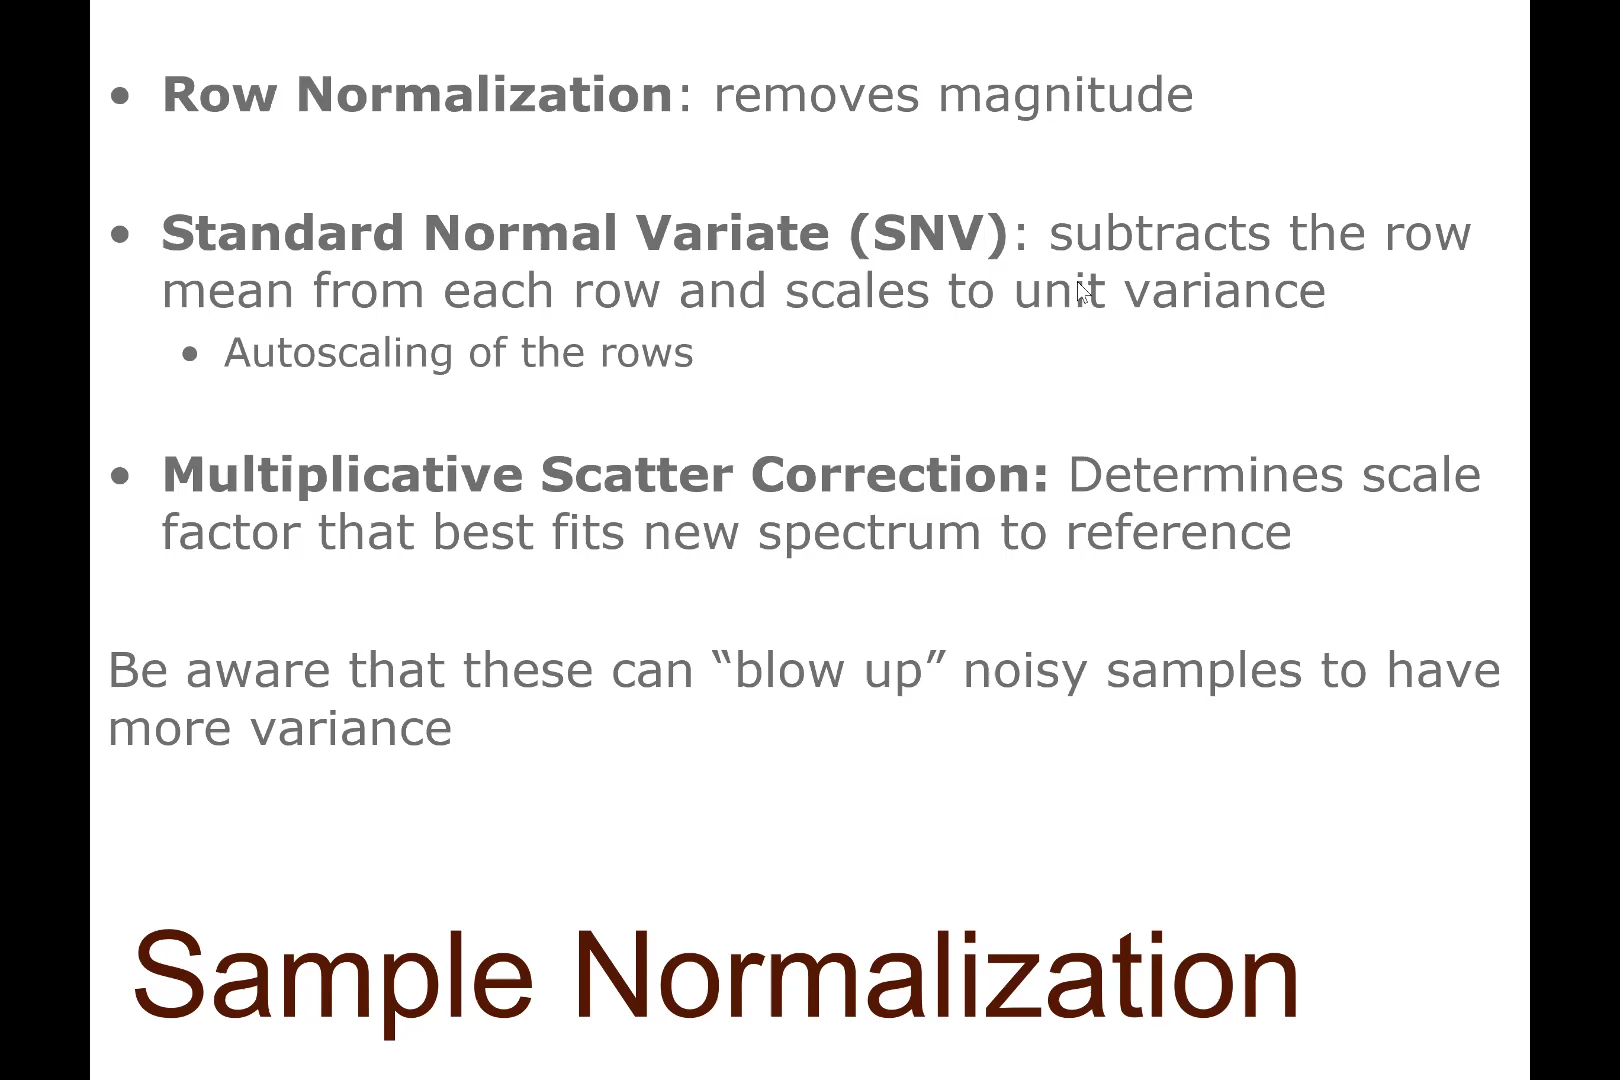 • Row Normalization: removes magnitude
• Standard Normal Variate (SNV): subtracts the row
mean from each row and scales to unit variance
• Autoscaling of the rows
• Multiplicative Scatter Correction: Determines scale
factor that best fits new spectrum to reference
Be aware that these can “blow up” noisy samples to have
more variance
Sample Normalization